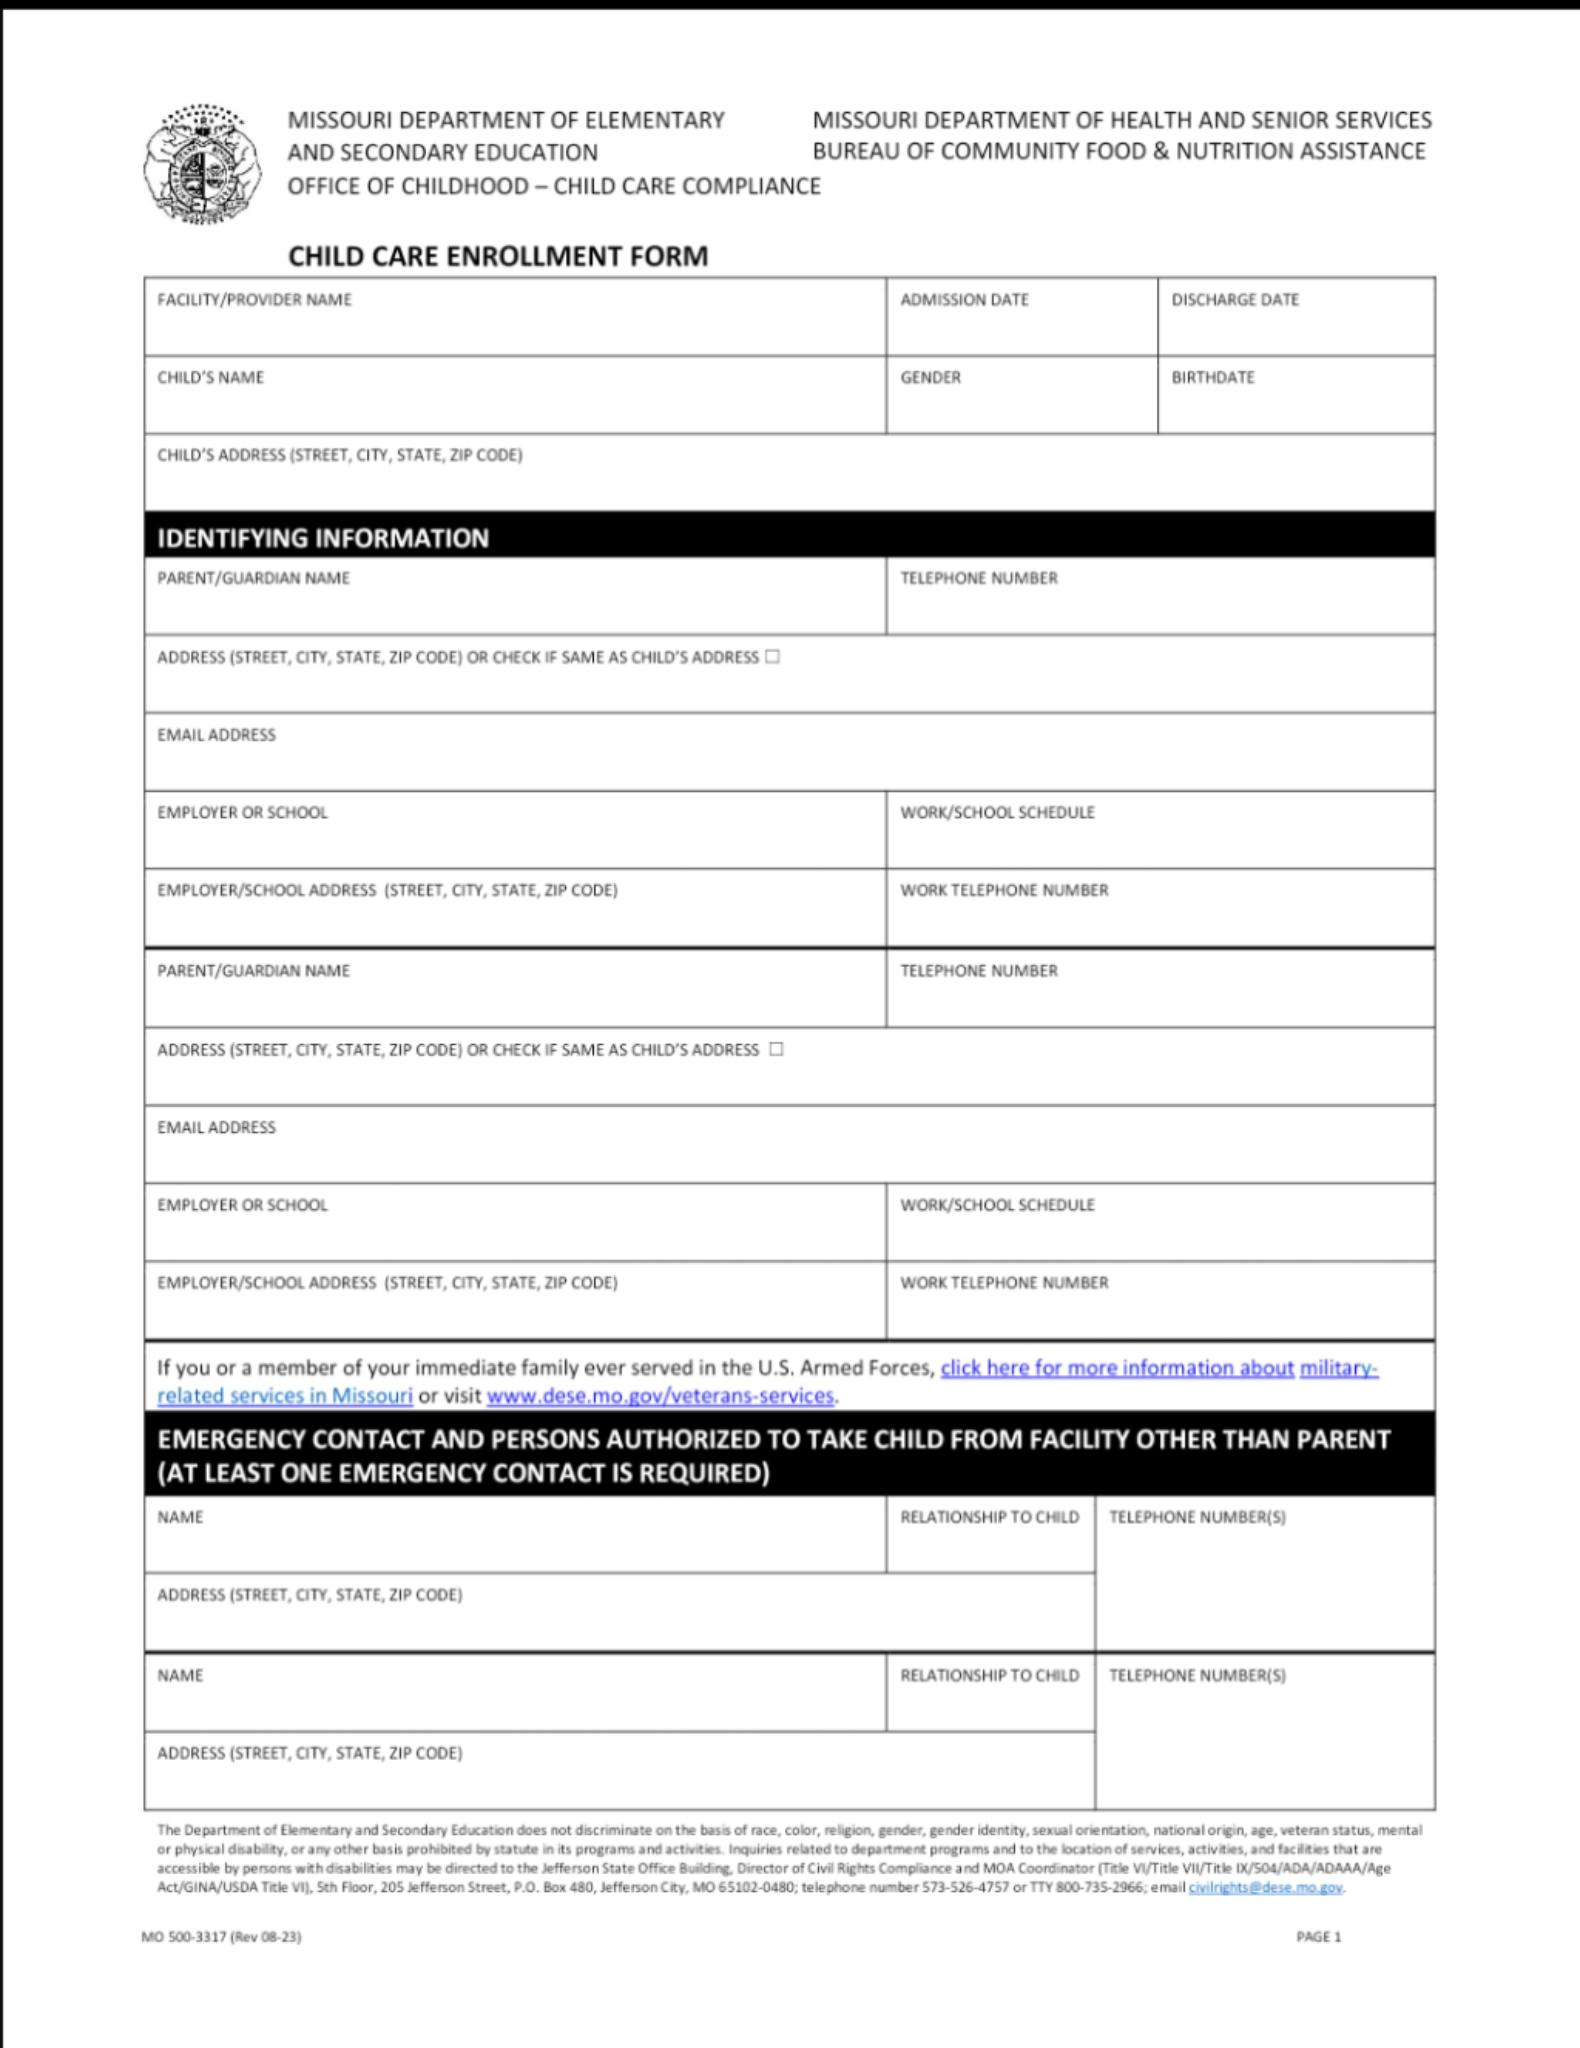 MISSOURI DEPARTMENT OF ELEMENTARY
AND SECONDARY EDUCATION
OFFICE OF CHILDHOOD – CHILD CARE COMPLIANCE
MISSOURI DEPARTMENT OF HEALTH AND SENIOR SERVICES
BUREAU OF COMMUNITY FOOD & NUTRITION ASSISTANCE
CHILD CARE ENROLLMENT FORM
FACILITY/PROVIDER NAME
ADMISSION DATE
DISCHARGE DATE
CHILD'S NAME
GENDER
BIRTHDATE
CHILD'S ADDRESS (STREET, CITY, STATE, ZIP CODE)
IDENTIFYING INFORMATION
PARENT/GUARDIAN NAME
TELEPHONE NUMBER
ADDRESS (STREET, CITY, STATE, ZIP CODE) OR CHECK IF SAME AS CHILD'S ADDRESS ☐
EMAIL ADDRESS
EMPLOYER OR SCHOOL
WORK/SCHOOL SCHEDULE
EMPLOYER/SCHOOL ADDRESS (STREET, CITY, STATE, ZIP CODE)
WORK TELEPHONE NUMBER
PARENT/GUARDIAN NAME
TELEPHONE NUMBER
ADDRESS (STREET, CITY, STATE, ZIP CODE) OR CHECK IF SAME AS CHILD'S ADDRESS ☐
EMAIL ADDRESS
EMPLOYER OR SCHOOL
WORK/SCHOOL SCHEDULE
EMPLOYER/SCHOOL ADDRESS (STREET, CITY, STATE, ZIP CODE)
WORK TELEPHONE NUMBER
If you or a member of your immediate family ever served in the U.S. Armed Forces, click here for more information about military-
related services in Missouri or visit www.dese.mo.gov/veterans-services.
EMERGENCY CONTACT AND PERSONS AUTHORIZED TO TAKE CHILD FROM FACILITY OTHER THAN PARENT
(AT LEAST ONE EMERGENCY CONTACT IS REQUIRED)
NAME
RELATIONSHIP TO CHILD
TELEPHONE NUMBER(S)
ADDRESS (STREET, CITY, STATE, ZIP CODE)
NAME
RELATIONSHIP TO CHILD
TELEPHONE NUMBER(S)
ADDRESS (STREET, CITY, STATE, ZIP CODE)
The Department of Elementary and Secondary Education does not discriminate on the basis of race, color, religion, gender, gender identity, sexual orientation, national origin, age, veteran status, mental
or physical disability, or any other basis prohibited by statute in its programs and activities. Inquiries related to department programs and to the location of services, activities, and facilities that are
accessible by persons with disabilities may be directed to the Jefferson State Office Building, Director of Civil Rights Compliance and MOA Coordinator (Title VI/Title VII/Title IX/504/ADA/ADAAA/Age
Act/GINA/USDA Title VI), 5th Floor, 205 Jefferson Street, P.O. Box 480, Jefferson City, MO 65102-0480; telephone number 573-526-4757 or TTY 800-735-2966; email civilrights@dese.mo.gov.
MO 500-3317 (Rev 08-23)
PAGE 1